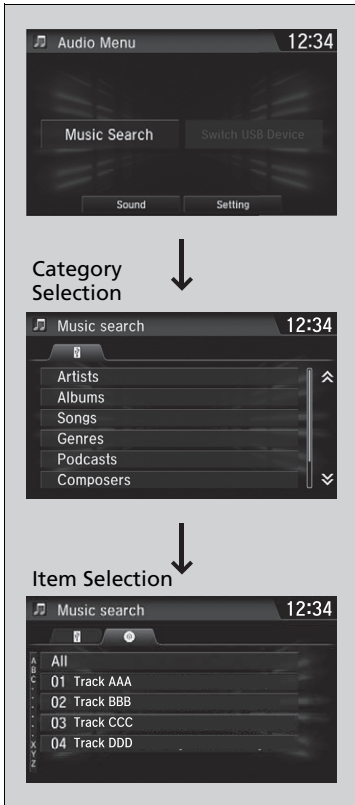 Audio Menu 12:34
Music Search Switch USB Device
Sound Setting
Category
Selection
Music search 12:34
Artists
Albums
Songs
Genres
Podcasts
Composers
Item Selection
Music search 12:34
A
B
C
All
01 Track AAA
02 Track BBB
03 Track CCC
04 Track DDD
X
Y
Z